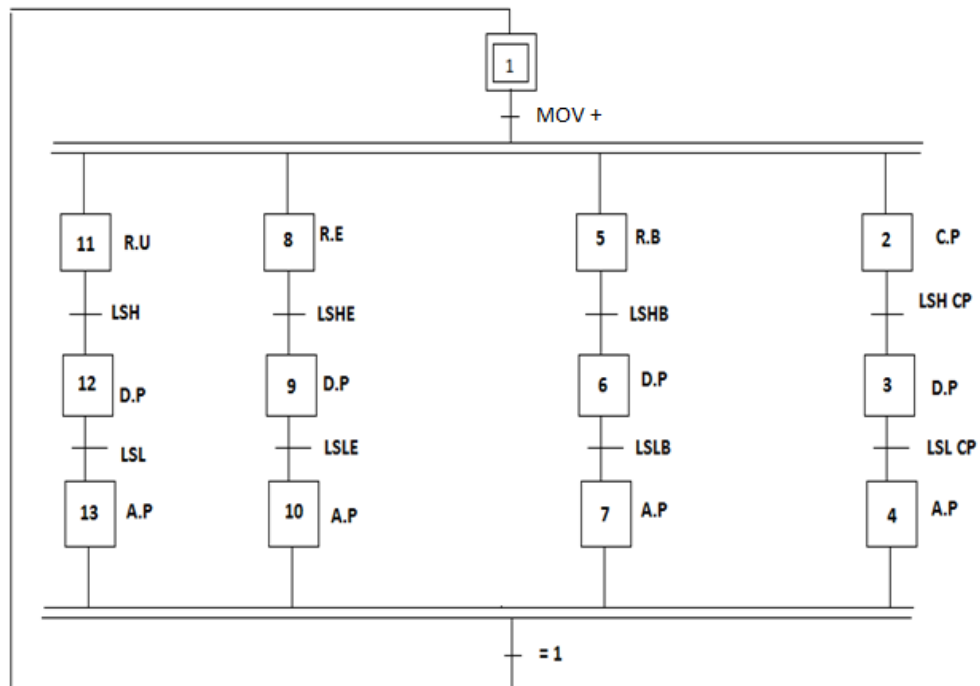 1
MOV +
11 R.U
8 R.E
5 R.B
2 C.P
LSH
LSHE
LSHB
LSH CP
12 D.P
9 D.P
6 D.P
3 D.P
LSL
LSLE
LSLB
LSL CP
13 A.P
10 A.P
7 A.P
4 A.P
= 1